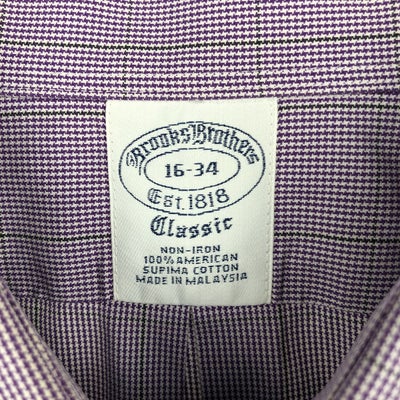 Brooks Brothers
16-34
Est. 1818
Classic
NON-IRON
100% AMERICAN
SUPIMA COTTON
MADE IN MALAYSIA